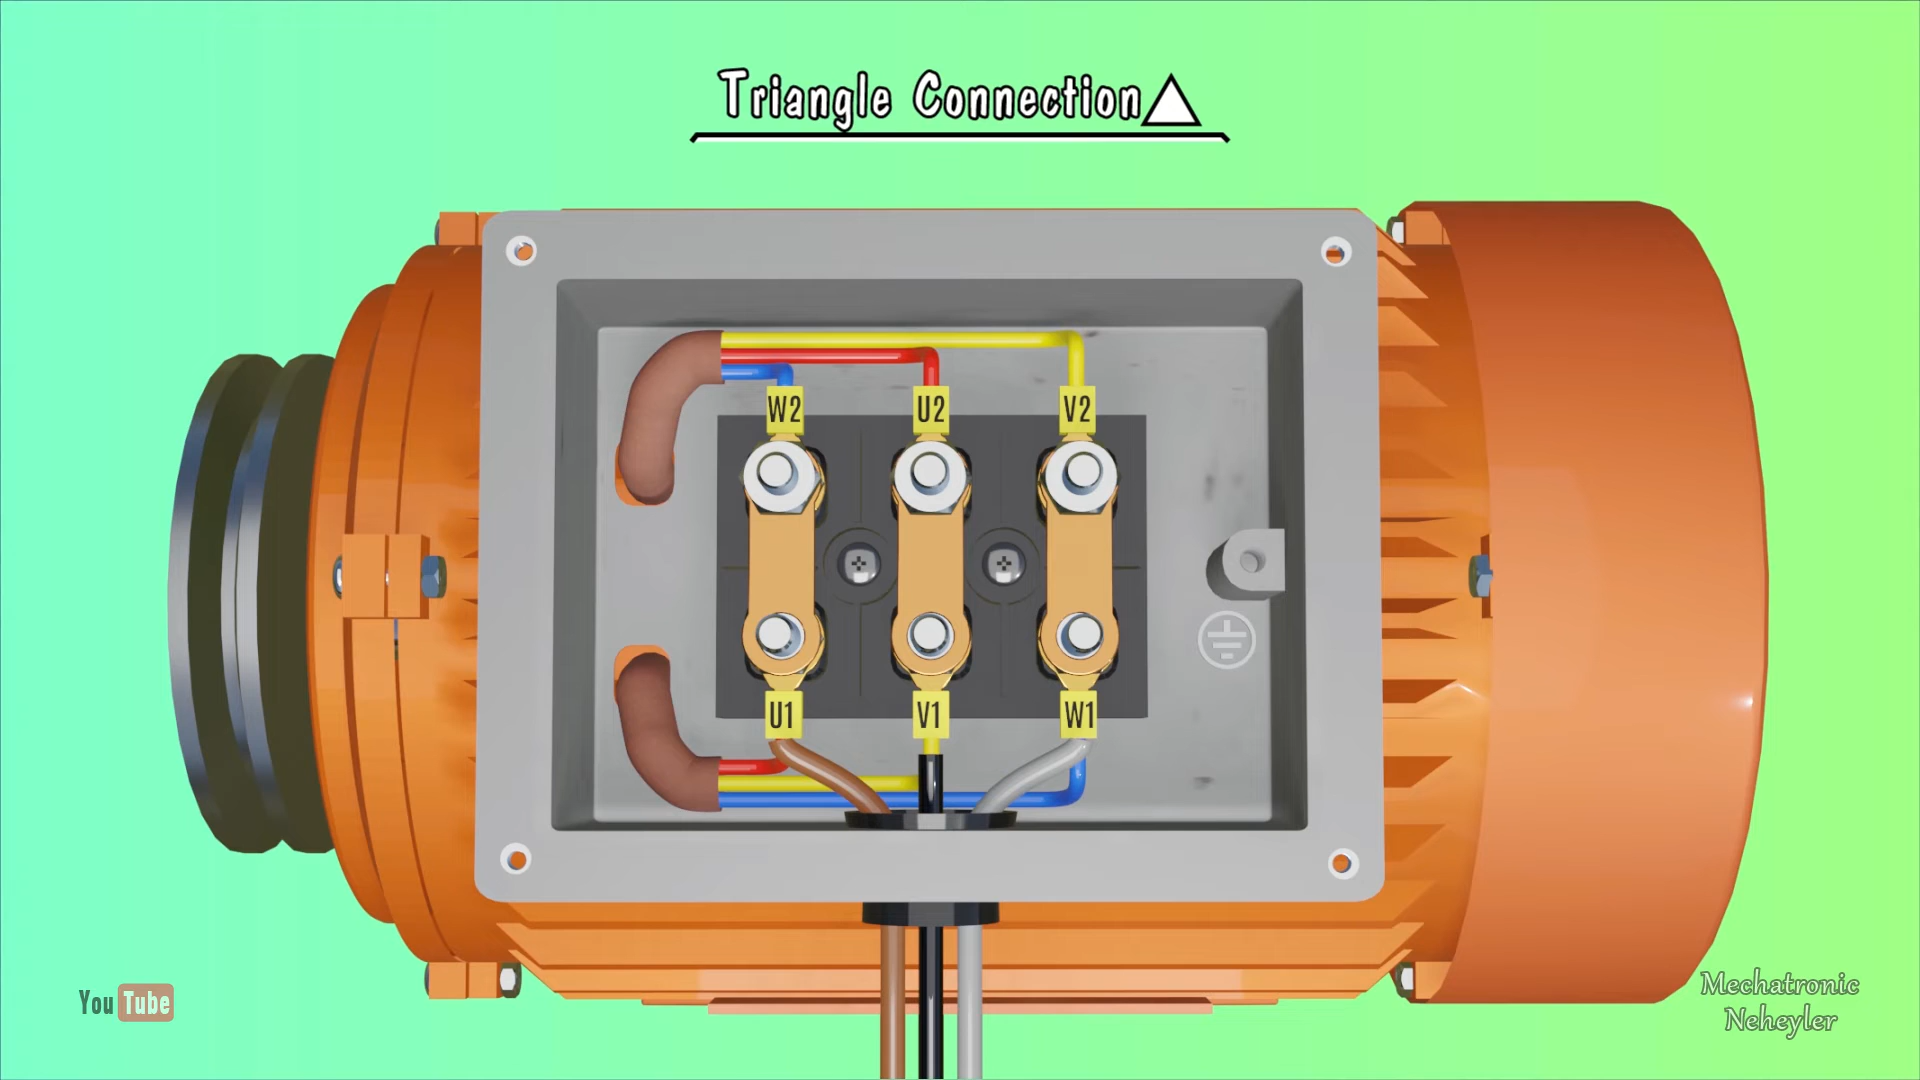 Triangle Connection
W2 U2 V2
U1 V1 W1
YouTube
Mechatronic
Neheyler